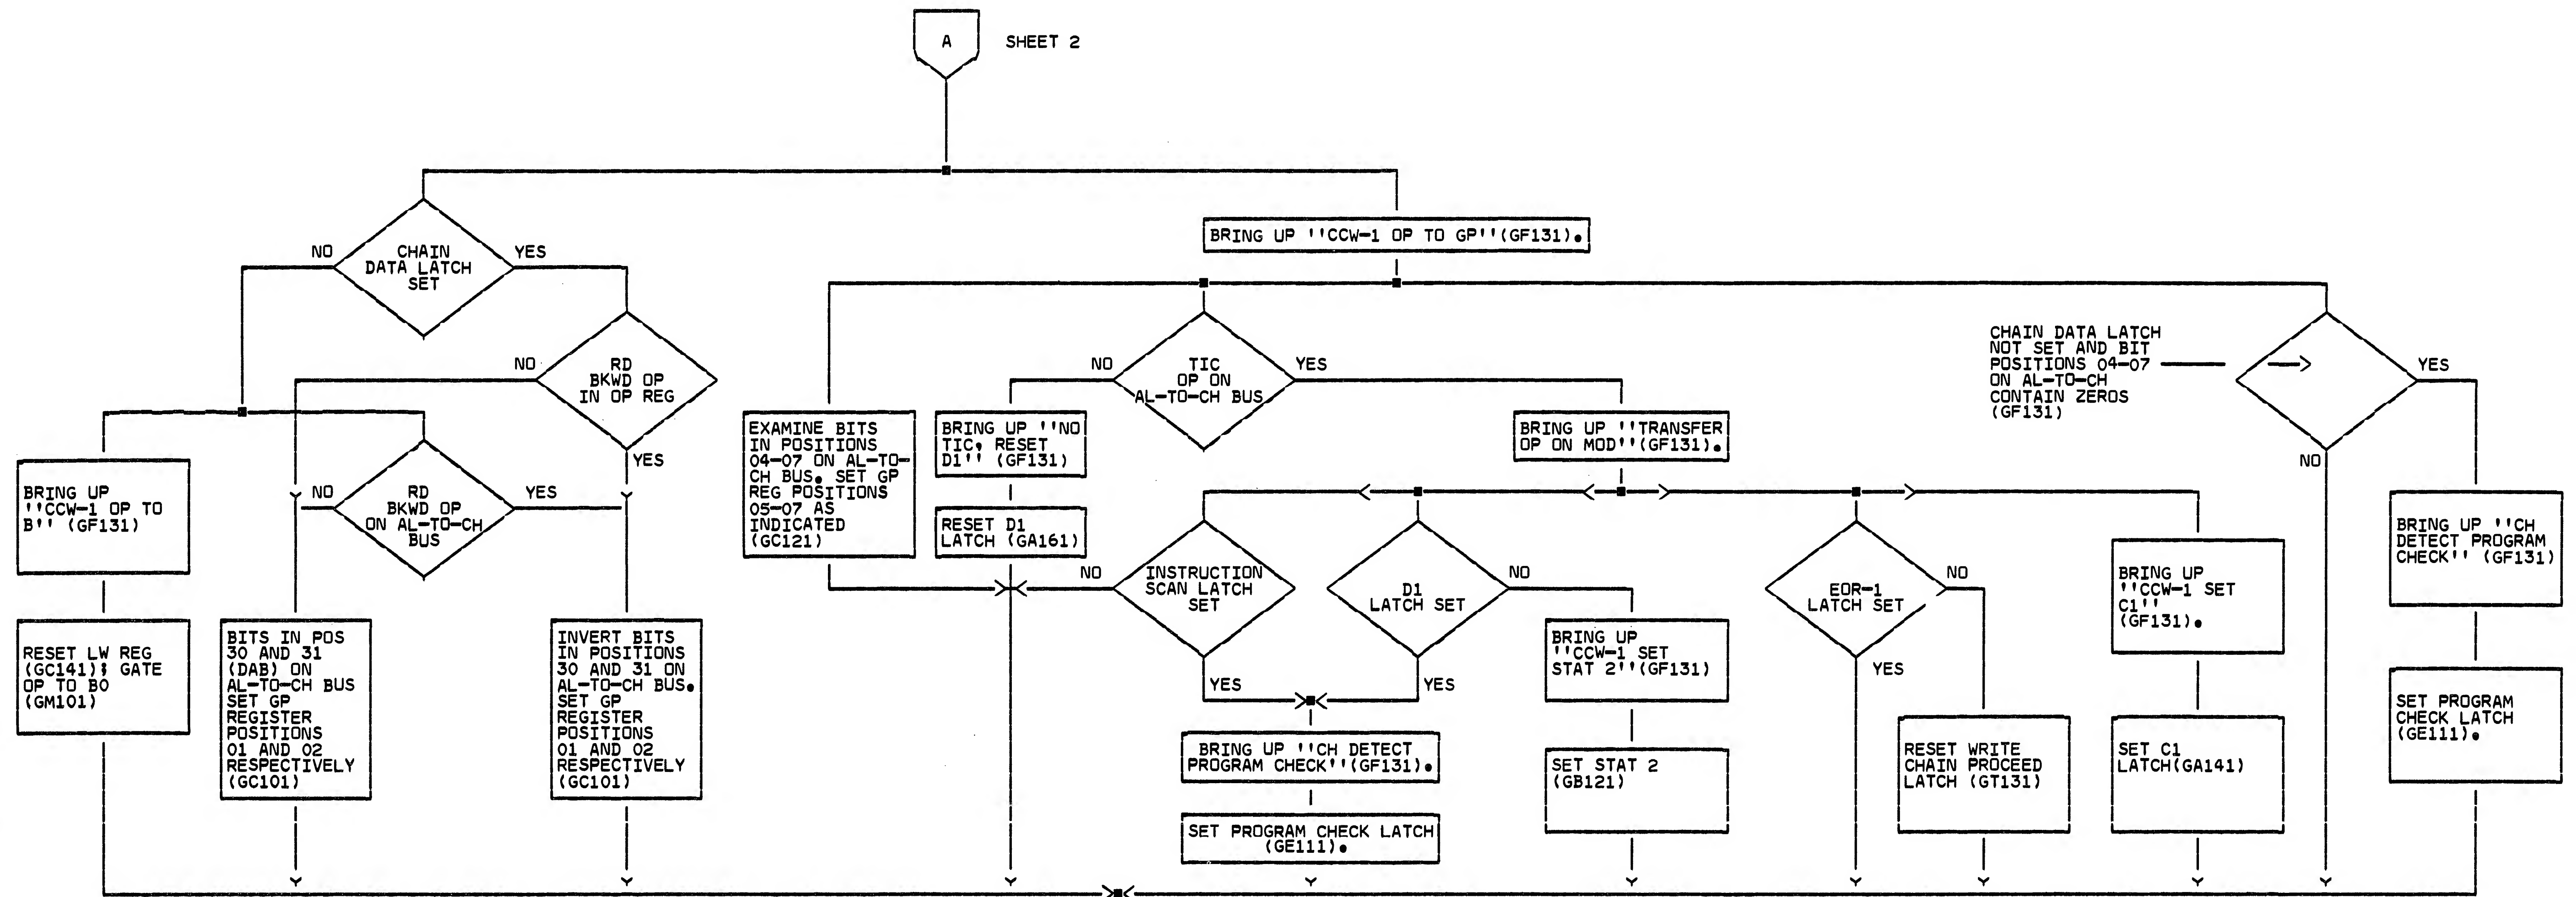 A
SHEET 2
CHAIN
DATA LATCH
SET
NO
YES
BRING UP ''CCW-1 OP TO GP''(GF131).
RD
BKWD OP
IN OP REG
NO
YES
TIC
OP ON
AL-TO-CH BUS
NO
YES
CHAIN DATA LATCH
NOT SET AND BIT
POSITIONS 04-07
ON AL-TO-CH
CONTAIN ZEROS
(GF131)
YES
NO
BRING UP
''CCW-1 OP TO
B'' (GF131)
RD
BKWD OP
ON AL-TO-CH
BUS
NO
YES
EXAMINE BITS
IN POSITIONS
04-07 ON AL-TO-
CH BUS. SET GP
REG POSITIONS
05-07 AS
INDICATED
(GC121)
BRING UP ''NO
TIC, RESET
D1'' (GF131)
RESET D1
LATCH (GA161)
BRING UP ''TRANSFER
OP ON MOD''(GF131).
INSTRUCTION
SCAN LATCH
SET
NO
YES
D1
LATCH SET
NO
YES
EOR-1
LATCH SET
NO
YES
BRING UP
''CCW-1 SET
C1''
(GF131).
BRING UP ''CH
DETECT PROGRAM
CHECK'' (GF131)
RESET LW REG
(GC141); GATE
OP TO BO
(GM101)
BITS IN POS
30 AND 31
(DAB) ON
AL-TO-CH BUS
SET GP
REGISTER
POSITIONS
01 AND 02
RESPECTIVELY
(GC101)
INVERT BITS
IN POSITIONS
30 AND 31 ON
AL-TO-CH BUS.
SET GP
REGISTER
POSITIONS
01 AND 02
RESPECTIVELY
(GC101)
BRING UP
''CCW-1 SET
STAT 2''(GF131)
BRING UP ''CH DETECT
PROGRAM CHECK''(GF131).
SET PROGRAM CHECK LATCH
(GE111).
SET STAT 2
(GB121)
RESET WRITE
CHAIN PROCEED
LATCH (GT131)
SET C1
LATCH(GA141)
SET PROGRAM
CHECK LATCH
(GE111).